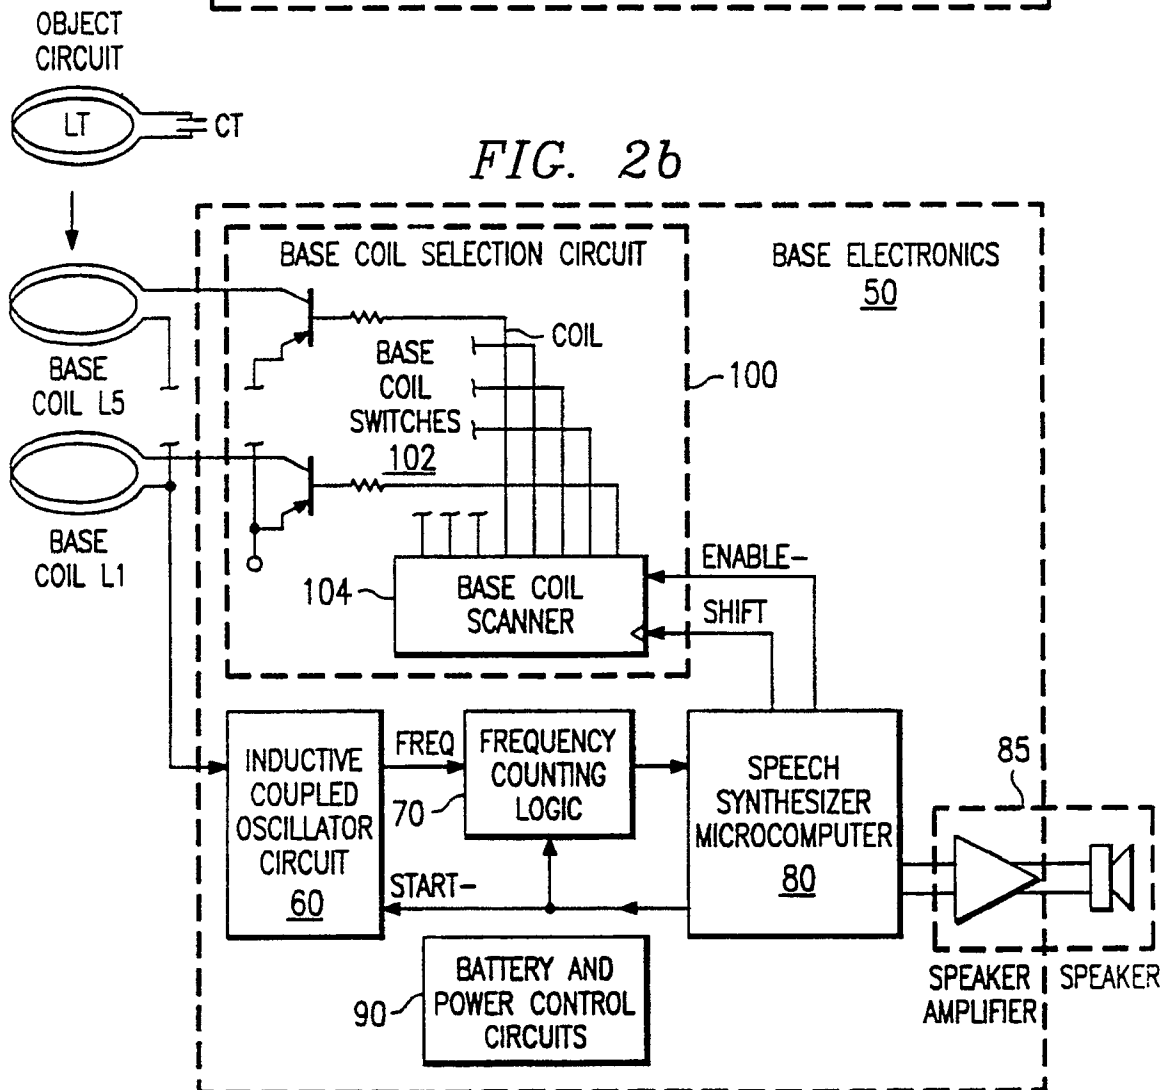 OBJECT
CIRCUIT
LT
CT
FIG. 2b
BASE COIL SELECTION CIRCUIT
BASE ELECTRONICS
50
COIL
BASE
COIL
SWITCHES
102
100
BASE
COIL L5
BASE
COIL L1
104
BASE COIL
SCANNER
ENABLE-
SHIFT
INDUCTIVE
COUPLED
OSCILLATOR
CIRCUIT
60
FREQ
FREQUENCY
COUNTING
LOGIC
70
START-
SPEECH
SYNTHESIZER
MICROCOMPUTER
80
85
SPEAKER
AMPLIFIER
SPEAKER
BATTERY AND
POWER CONTROL
CIRCUITS
90